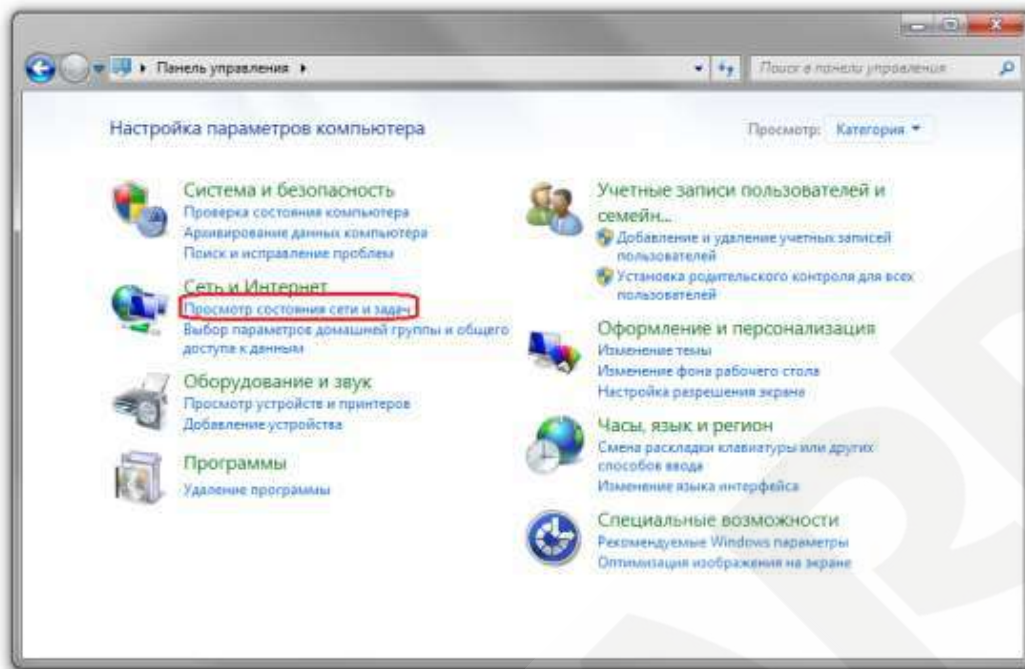 Панель управления
Поиск в панели управления
Настройка параметров компьютера
Просмотр: Категория
Система и безопасность
Проверка состояния компьютера
Архивирование данных компьютера
Поиск и исправление проблем
Сеть и Интернет
Просмотр состояния сети и задач
Выбор параметров домашней группы и общего
доступа к данным
Оборудование и звук
Просмотр устройств и принтеров
Добавление устройства
Программы
Удаление программы
Учетные записи пользователей и
семейн...
Добавление и удаление учетных записей
пользователей
Установка родительского контроля для всех
пользователей
Оформление и персонализация
Изменение темы
Изменение фона рабочего стола
Настройка разрешения экрана
Часы, язык и регион
Смена раскладки клавиатуры или других
способов ввода
Изменение языка интерфейса
Специальные возможности
Рекомендуемые Windows параметры
Оптимизация изображения на экране